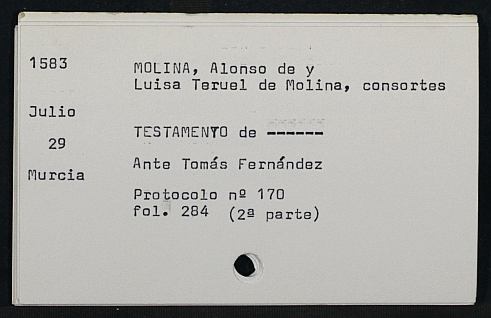 1583
MOLINA, Alonso de y
Luisa Teruel de Molina, consortes
Julio
TESTAMENTO de ------
29
Ante Tomás Fernández
Murcia
Protocolo nº 170
fol. 284 (2ª parte)